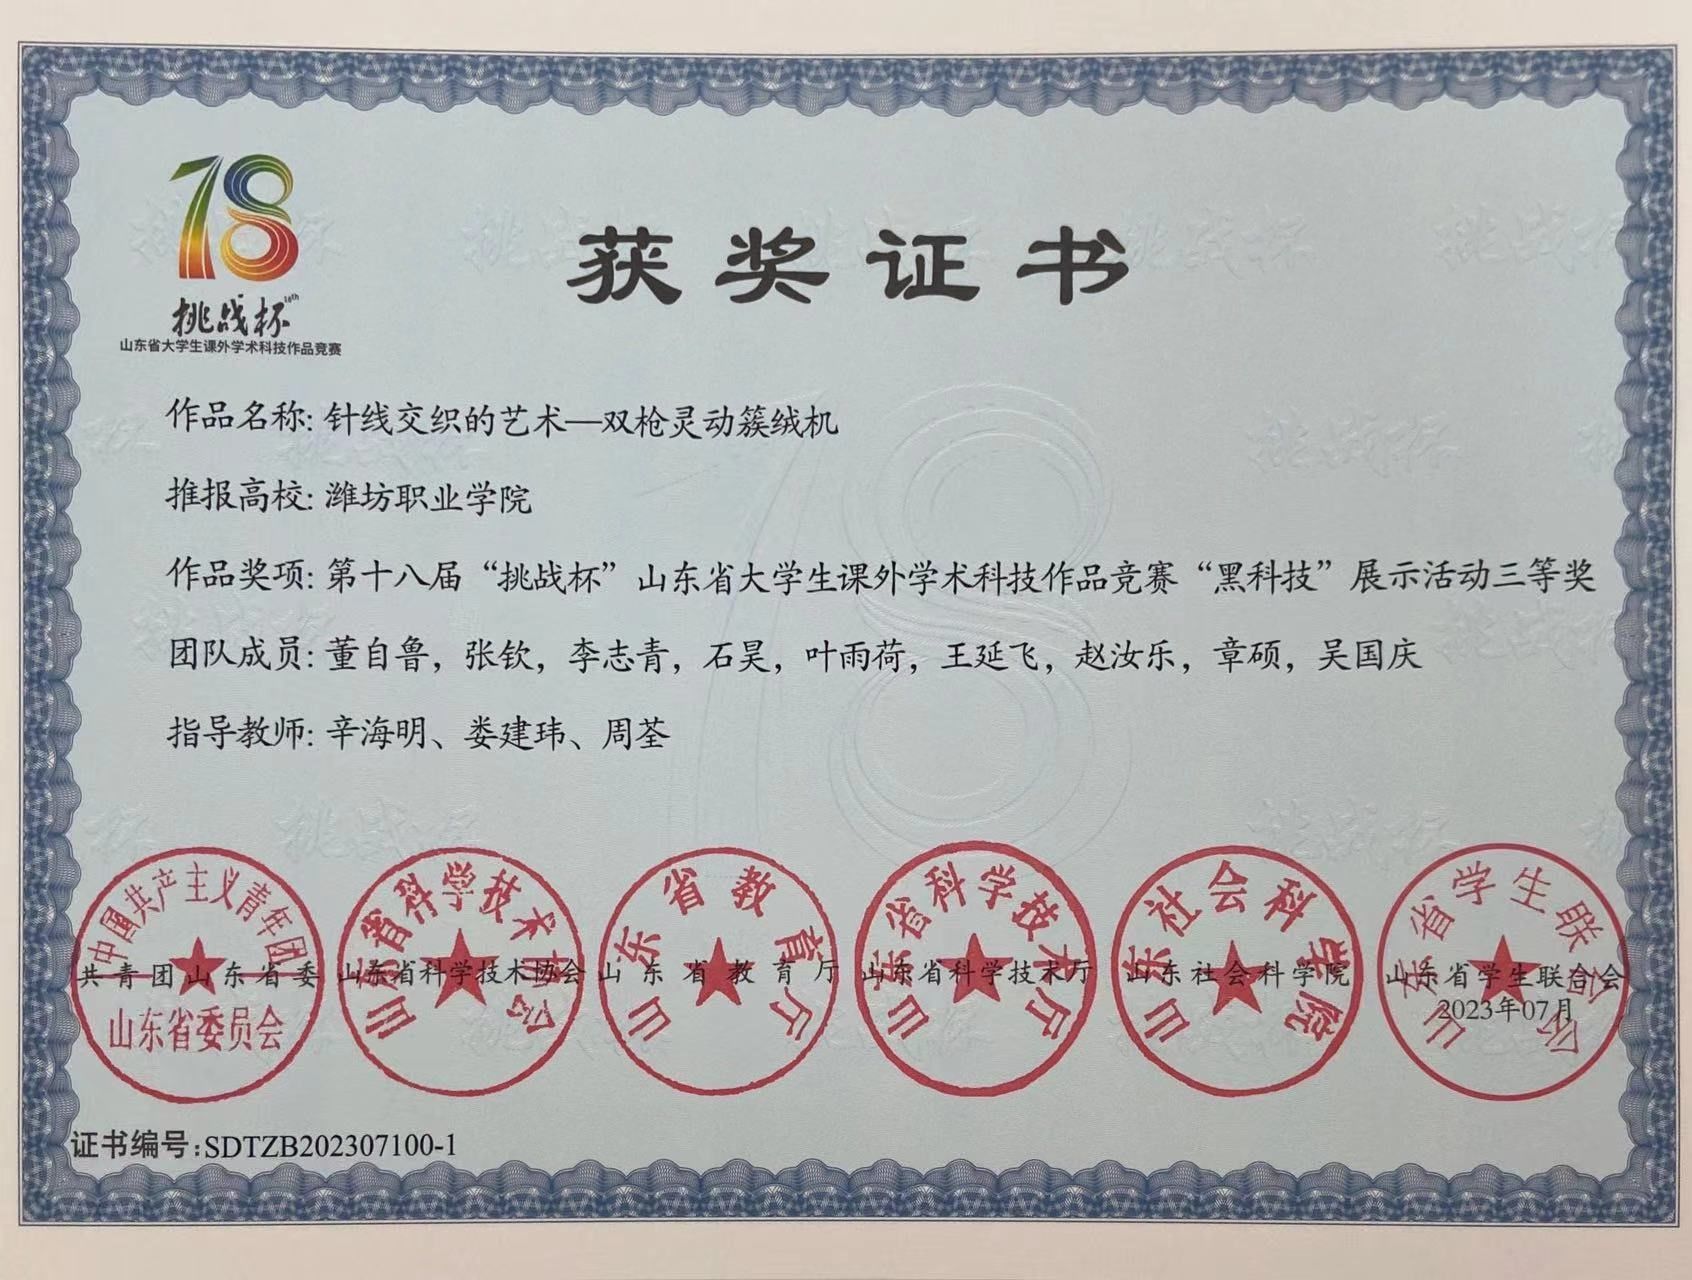 18
挑战杯 18th
山东省大学生课外学术科技作品竞赛
获奖证书
作品名称: 针线交织的艺术—双枪灵动簇绒机
推报高校: 潍坊职业学院
作品奖项: 第十八届“挑战杯”山东省大学生课外学术科技作品竞赛“黑科技”展示活动三等奖
团队成员: 董自鲁, 张钦, 李志青, 石昊, 叶雨荷, 王延飞, 赵汝乐, 章硕, 吴国庆
指导教师: 辛海明、娄建玮、周荃
中國共产主义青年团
山东省委员会
山东省科学技术协会
山东省教育厅
山东省科学技术厅
山东社会科学院
山东省学生联合会
共青团山东省委 山东省科学技术协会 山东省教育厅 山东省科学技术厅 山东社会科学院 山东省学生联合会
2023年07月
证书编号: SDTZB202307100-1